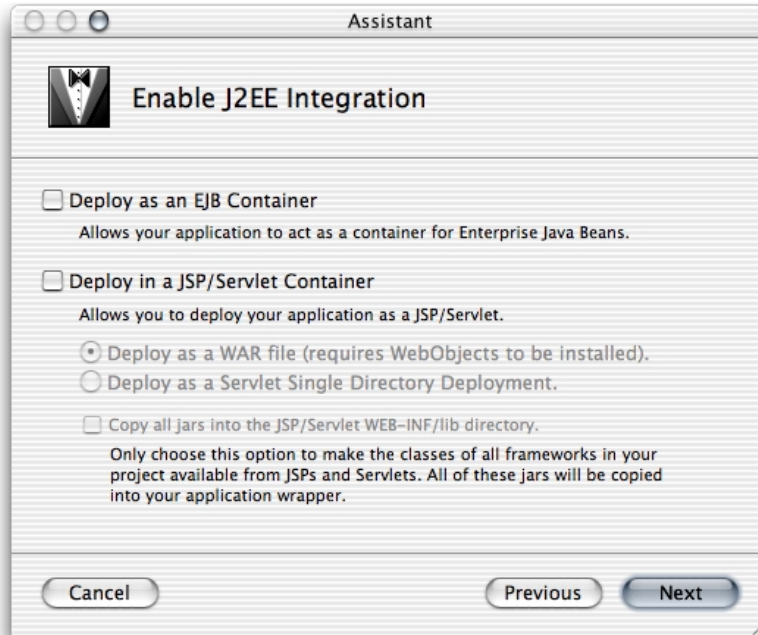 Assistant
Enable J2EE Integration
Deploy as an EJB Container
Allows your application to act as a container for Enterprise Java Beans.
Deploy in a JSP/Servlet Container
Allows you to deploy your application as a JSP/Servlet.
Deploy as a WAR file (requires WebObjects to be installed).
Deploy as a Servlet Single Directory Deployment.
Copy all jars into the JSP/Servlet WEB-INF/lib directory.
Only choose this option to make the classes of all frameworks in your
project available from JSPs and Servlets. All of these jars will be copied
into your application wrapper.
Cancel
Previous
Next